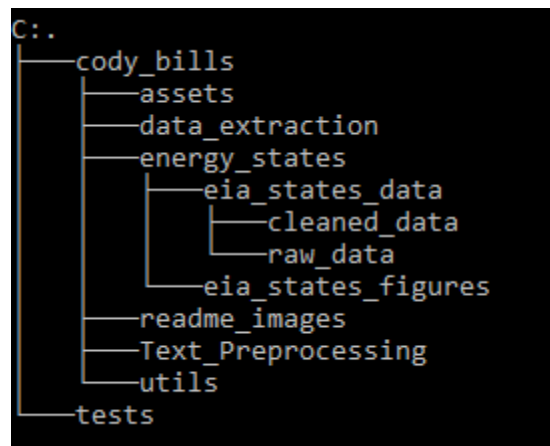 C:.
├───cody_bills
│   ├───assets
│   ├───data_extraction
│   ├───energy_states
│   │   ├───eia_states_data
│   │   │   ├───cleaned_data
│   │   │   └───raw_data
│   │   └───eia_states_figures
│   ├───readme_images
│   ├───Text_Preprocessing
│   └───utils
└───tests